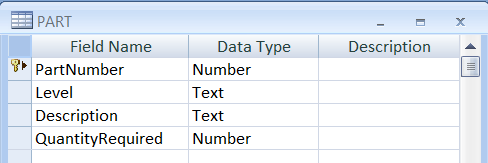 PART
Field Name Data Type Description
PartNumber Number
Level Text
Description Text
QuantityRequired Number